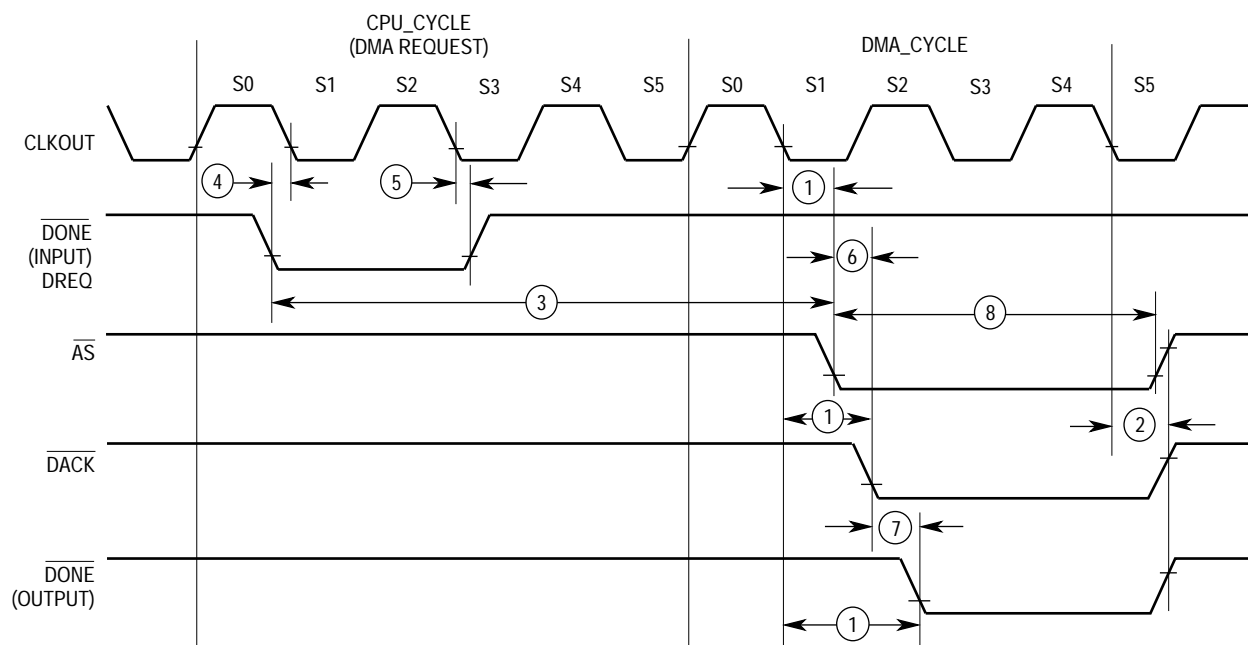 CPU_CYCLE
(DMA REQUEST)
DMA_CYCLE
S0 S1 S2 S3 S4 S5 S0 S1 S2 S3 S4 S5
CLKOUT
4 5 1
DONE
(INPUT)
DREQ
6
3 8
AS
1 2
DACK
7
DONE
(OUTPUT)
1